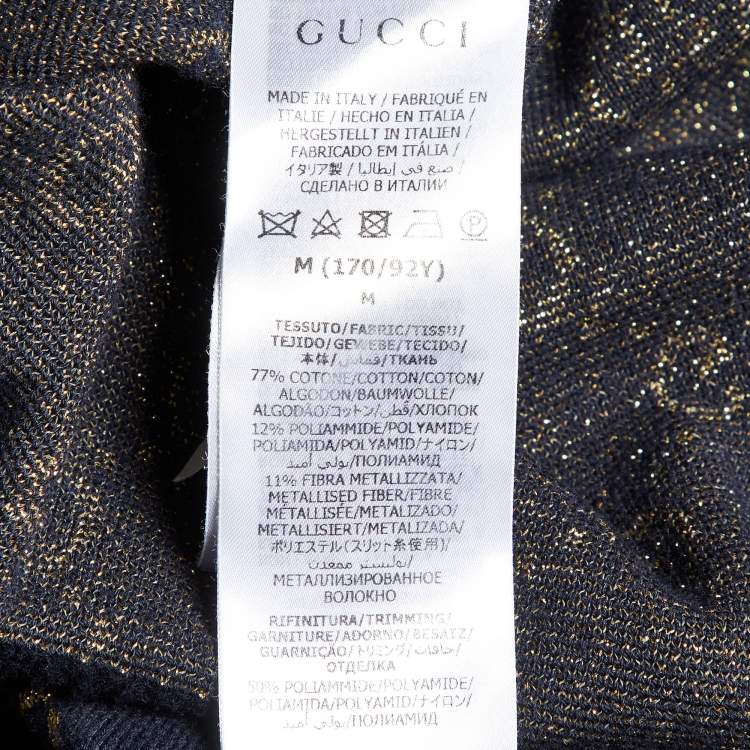 GUCCI
MADE IN ITALY / FABRIQUÉ EN
ITALIE / HECHO EN ITALIA /
HERGESTELLT IN ITALIEN /
FABRICADO EM ITÁLIA /
イタリア製 / صنع في إيطاليا /
СДЕЛАНО В ИТАЛИИ
P
M (170/92Y)
M
TESSUTO/FABRIC/TISSU/
TEJIDO/GEWEBE/TECIDO/
本体/قماش/ТКАНЬ
77% COTONE/COTTON/COTON/
ALGODON/BAUMWOLLE/
ALGODÃO/コットン/قطن/ХЛОПОК
12% POLIAMMIDE/POLYAMIDE/
POLIAMIDA/POLYAMID/ナイロン/
بولي أميد/ПОЛИАМИД
11% FIBRA METALLIZZATA/
METALLISED FIBER/FIBRE
METALLISÉE/METALIZADO/
METALLISIERT/METALIZADA/
ポリエステル(スリット糸使用)/
بوليستر ممعدن/
МЕТАЛЛИЗИРОВАННОЕ
ВОЛОКНО
RIFINITURA/TRIMMING/
GARNITURE/ADORNO/BESATZ/
GUARNIÇÃO/トリミング/حافات/
ОТДЕЛКА
50% POLIAMMIDE/POLYAMIDE/
POLIAMIDA/POLYAMID/ナイロン/
بولي أميد/ПОЛИАМИД